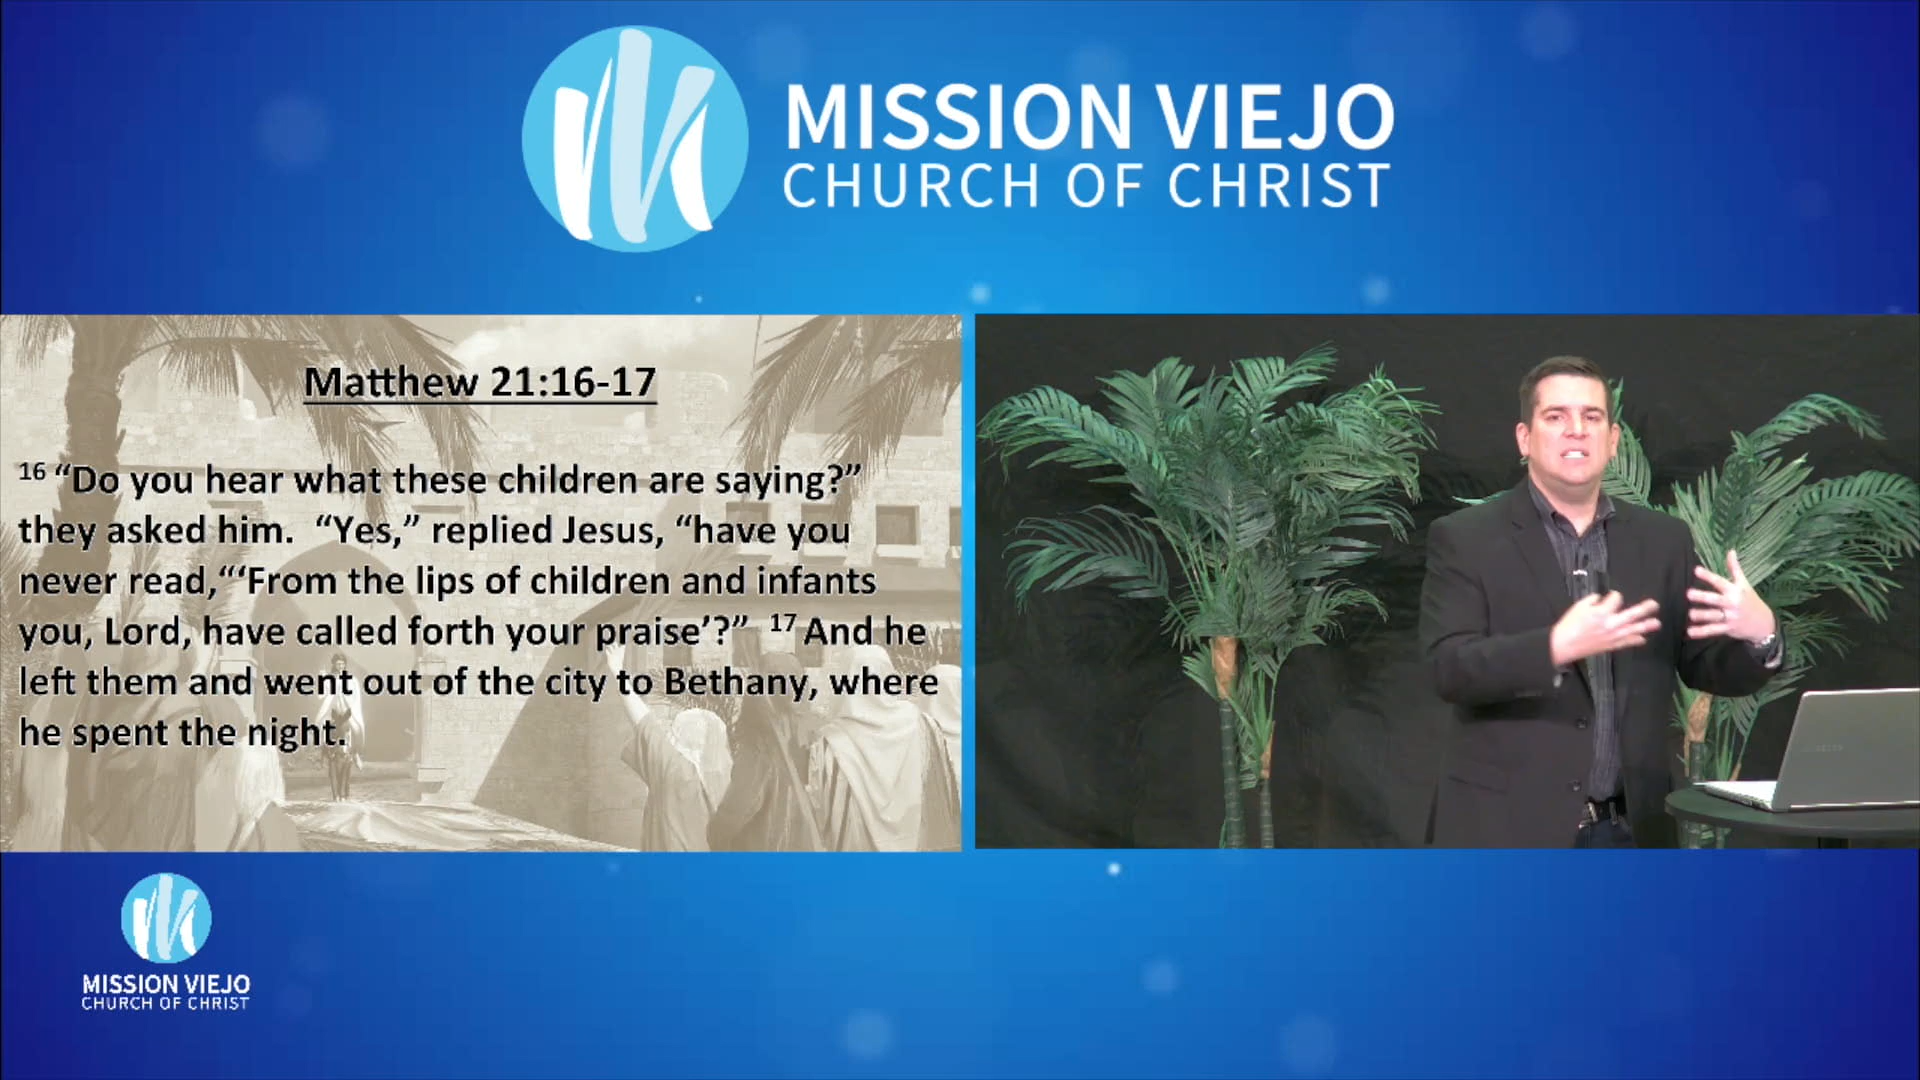 MISSION VIEJO
CHURCH OF CHRIST
Matthew 21:16-17
16 “Do you hear what these children are saying?”
they asked him. “Yes,” replied Jesus, “have you
never read,“‘From the lips of children and infants
you, Lord, have called forth your praise’?” 17 And he
left them and went out of the city to Bethany, where
he spent the night.
MISSION VIEJO
CHURCH OF CHRIST